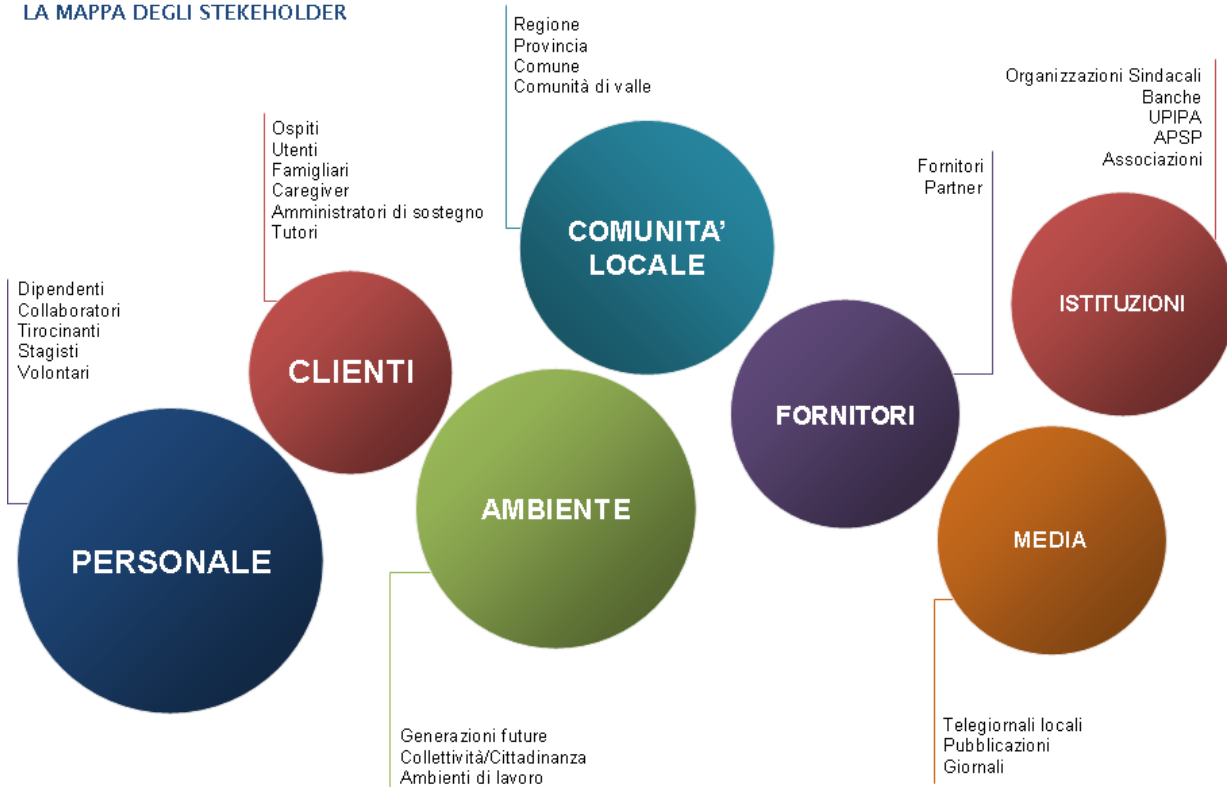 LA MAPPA DEGLI STEKEHOLDER
Regione
Provincia
Comune
Comunità di valle
Organizzazioni Sindacali
Banche
UPIPA
APSP
Associazioni
Ospiti
Utenti
Famigliari
Caregiver
Amministratori di sostegno
Tutori
Fornitori
Partner
COMUNITA’
LOCALE
Dipendenti
Collaboratori
Tirocinanti
Stagisti
Volontari
ISTITUZIONI
CLIENTI
FORNITORI
AMBIENTE
MEDIA
PERSONALE
Generazioni future
Collettività/Cittadinanza
Ambienti di lavoro
Telegiornali locali
Pubblicazioni
Giornali